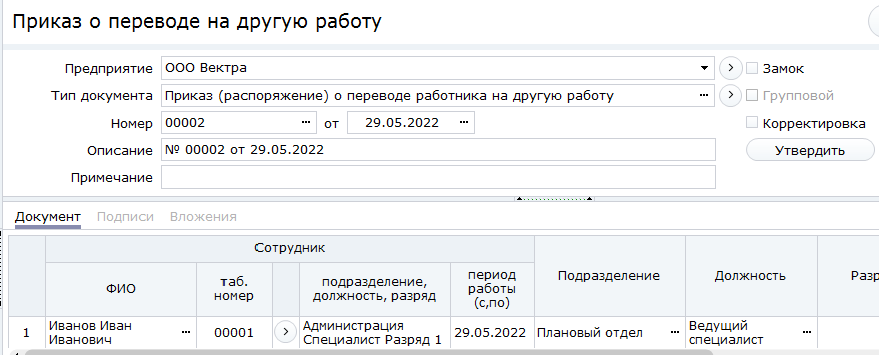 Приказ о переводе на другую работу
Предприятие ООО Вектра Замок
Тип документа Приказ (распоряжение) о переводе работника на другую работу Групповой
Номер 00002 от 29.05.2022 Корректировка
Описание № 00002 от 29.05.2022 Утвердить
Примечание
Документ Подписи Вложения
Сотрудник
ФИО
таб.
номер
подразделение,
должность, разряд
период
работы
(с,по)
Подразделение
Должность
Разр
1
Иванов Иван
Иванович
00001
Администрация
Специалист Разряд 1
29.05.2022
Плановый отдел
Ведущий
специалист